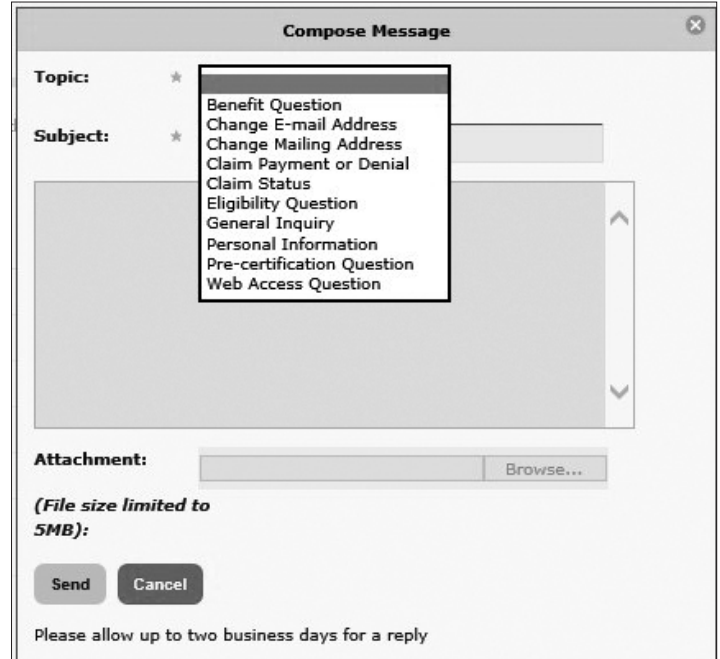 Compose Message
Topic: *
Benefit Question
Change E-mail Address
Change Mailing Address
Claim Payment or Denial
Claim Status
Eligibility Question
General Inquiry
Personal Information
Pre-certification Question
Web Access Question
Subject: *
Attachment:
Browse...
(File size limited to
5MB):
Send Cancel
Please allow up to two business days for a reply